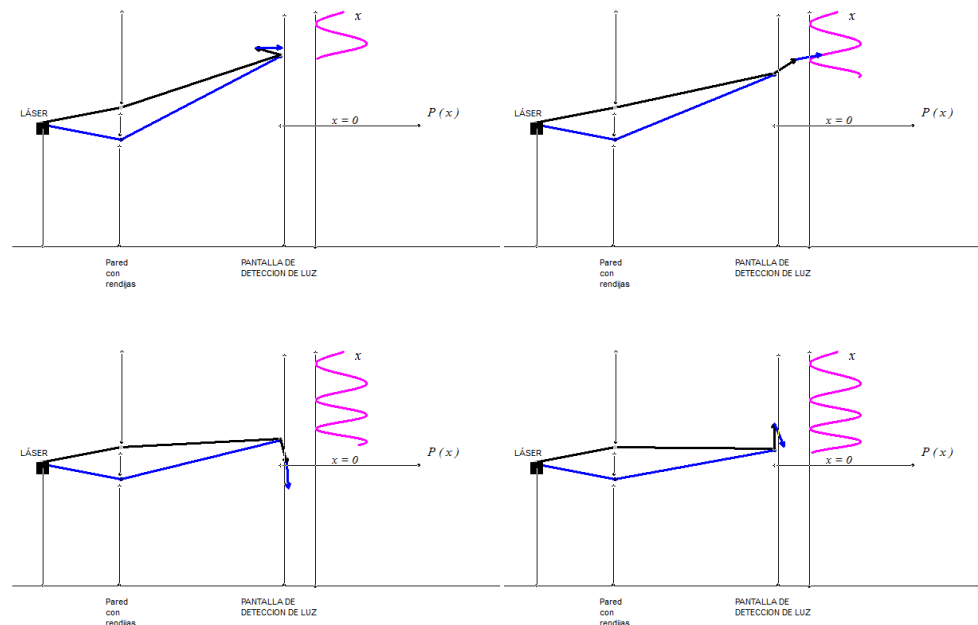 x
LÁSER
x = 0
P ( x )
Pared
con
rendijas
PANTALLA DE
DETECCION DE LUZ
x
LÁSER
x = 0
P ( x )
Pared
con
rendijas
PANTALLA DE
DETECCION DE LUZ
x
LÁSER
x = 0
P ( x )
Pared
con
rendijas
PANTALLA DE
DETECCION DE LUZ
x
LÁSER
x = 0
P ( x )
Pared
con
rendijas
PANTALLA DE
DETECCION DE LUZ